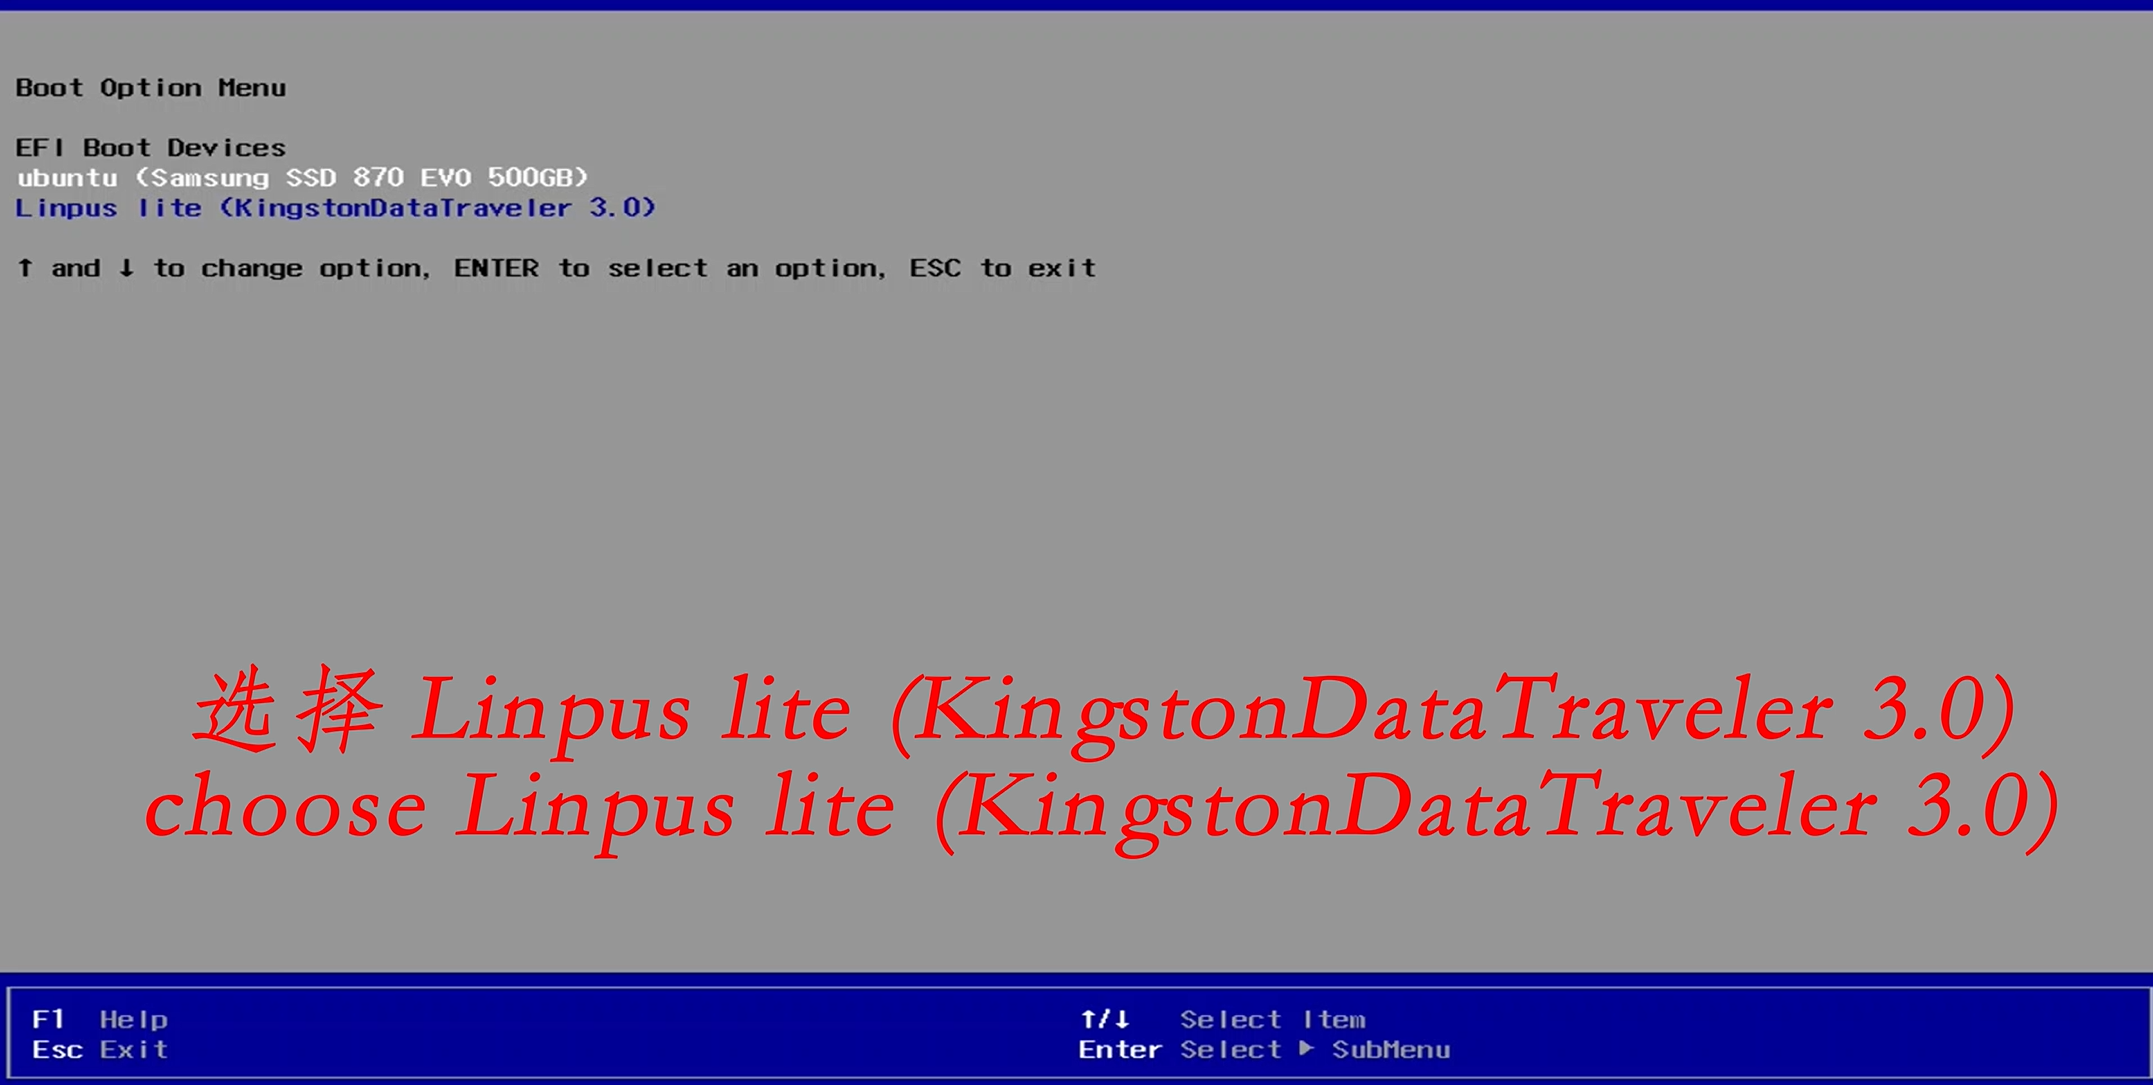 Boot Option Menu
EFI Boot Devices
ubuntu (Samsung SSD 870 EVO 500GB)
Linpus lite (KingstonDataTraveler 3.0)
↑ and ↓ to change option, ENTER to select an option, ESC to exit
选择 Linpus lite (KingstonDataTraveler 3.0)
choose Linpus lite (KingstonDataTraveler 3.0)
F1 Help
↑/↓ Select Item
Esc Exit
Enter Select ▶ SubMenu